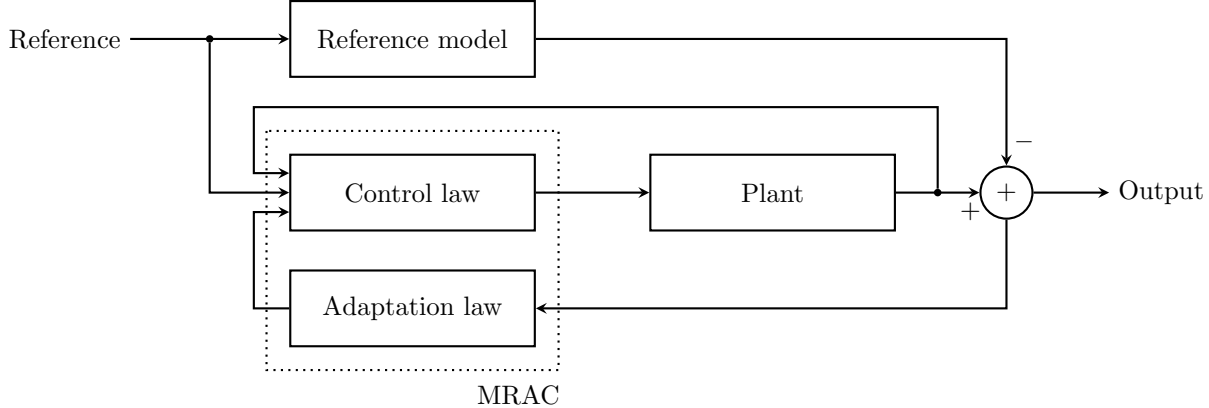 Reference
Reference model
−
Control law
Plant
+
+
Output
Adaptation law
MRAC